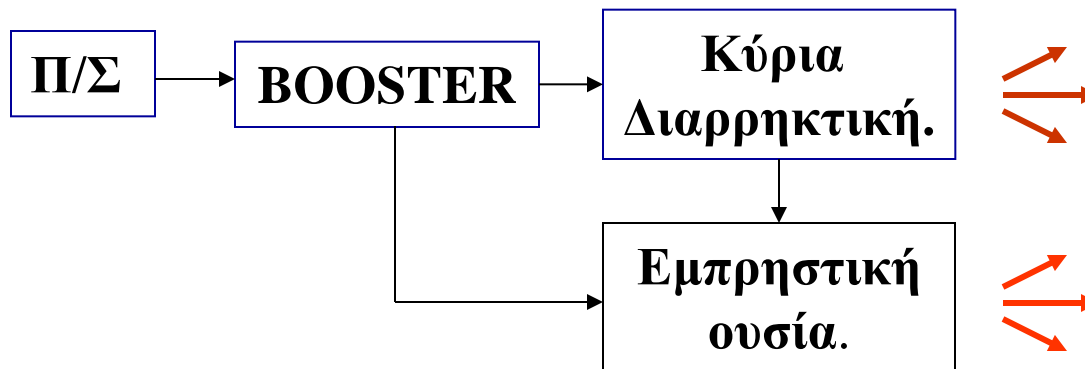 Π/Σ
BOOSTER
Κύρια
Διαρρηκτική.
Εμπρηστική
ουσία.